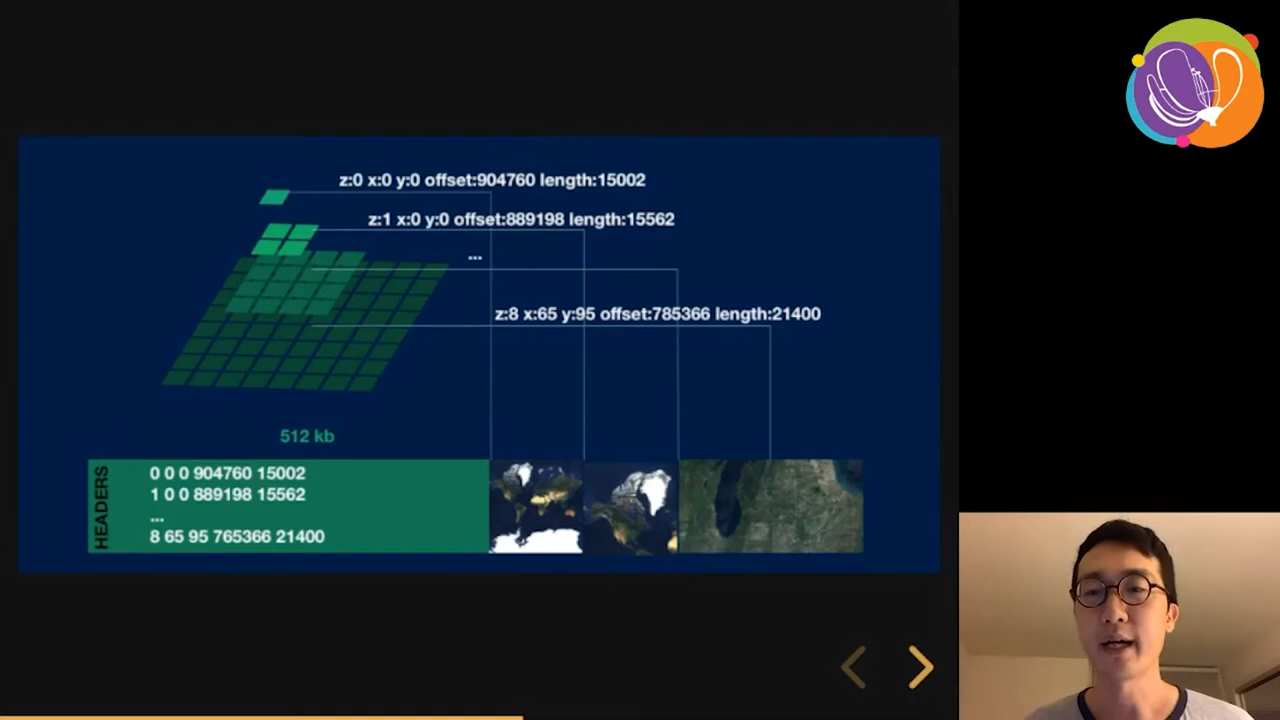 z:0 x:0 y:0 offset:904760 length:15002
z:1 x:0 y:0 offset:889198 length:15562
...
z:8 x:65 y:95 offset:785366 length:21400
512 kb
HEADERS
0 0 0 904760 15002
1 0 0 889198 15562
...
8 65 95 765366 21400